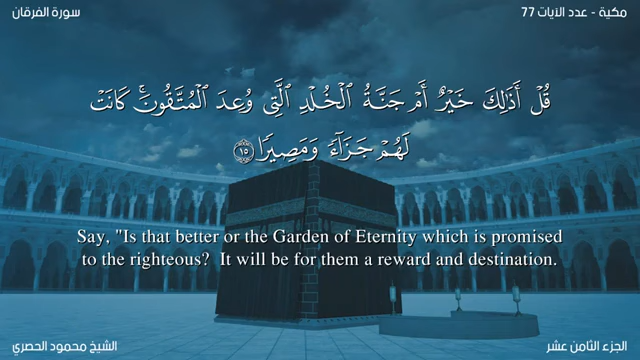 سورة الفرقان
مكية - عدد الآيات 77
قُلْ أَذَٰلِكَ خَيْرٌ أَمْ جَنَّةُ ٱلْخُلْدِ ٱلَّتِى وُعِدَ ٱلْمُتَّقُونَ ۚ كَانَتْ
لَهُمْ جَزَآءً وَمَصِيرًا ١٥
Say, "Is that better or the Garden of Eternity which is promised
to the righteous? It will be for them a reward and destination.
الشيخ محمود الحصري
الجزء الثامن عشر